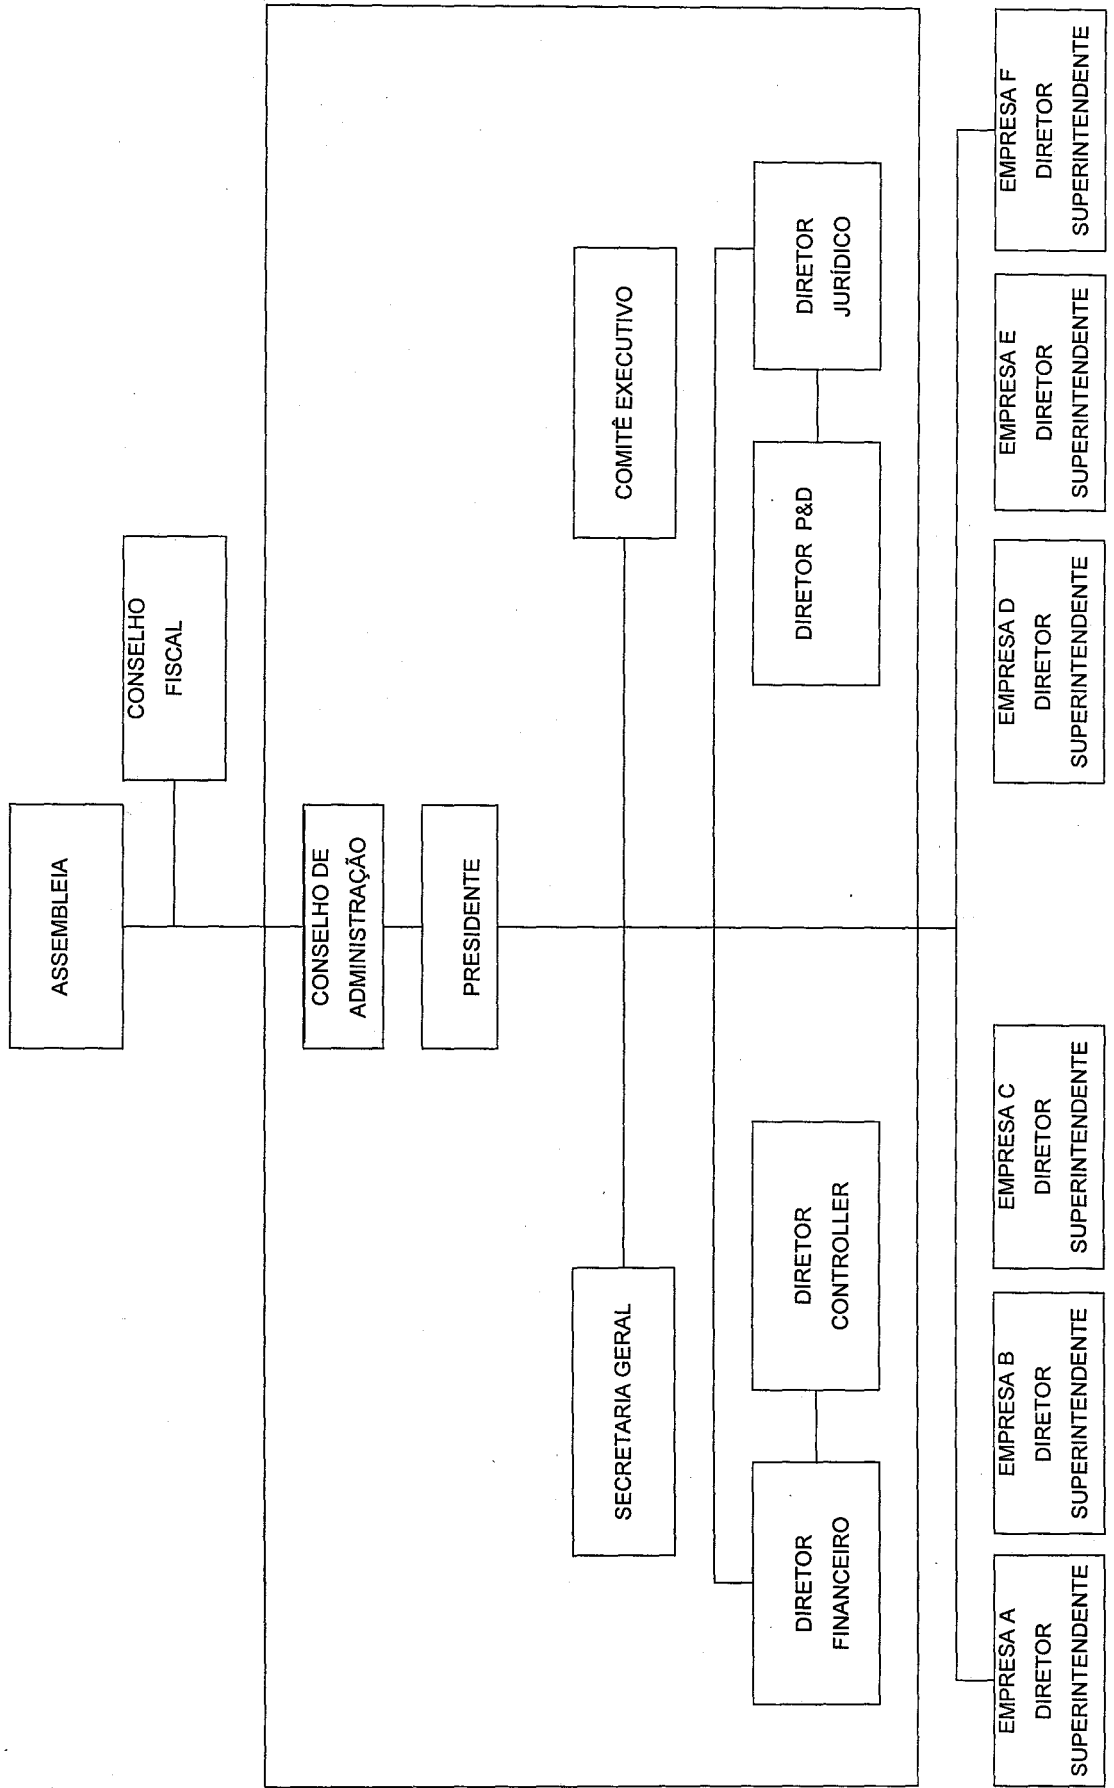 ASSEMBLEIA
CONSELHO
FISCAL
CONSELHO DE
ADMINISTRAÇÃO
PRESIDENTE
SECRETARIA GERAL
COMITÊ EXECUTIVO
DIRETOR
FINANCEIRO
DIRETOR
CONTROLLER
DIRETOR P&D
DIRETOR
JURÍDICO
EMPRESA A
DIRETOR
SUPERINTENDENTE
EMPRESA B
DIRETOR
SUPERINTENDENTE
EMPRESA C
DIRETOR
SUPERINTENDENTE
EMPRESA D
DIRETOR
SUPERINTENDENTE
EMPRESA E
DIRETOR
SUPERINTENDENTE
EMPRESA F
DIRETOR
SUPERINTENDENTE